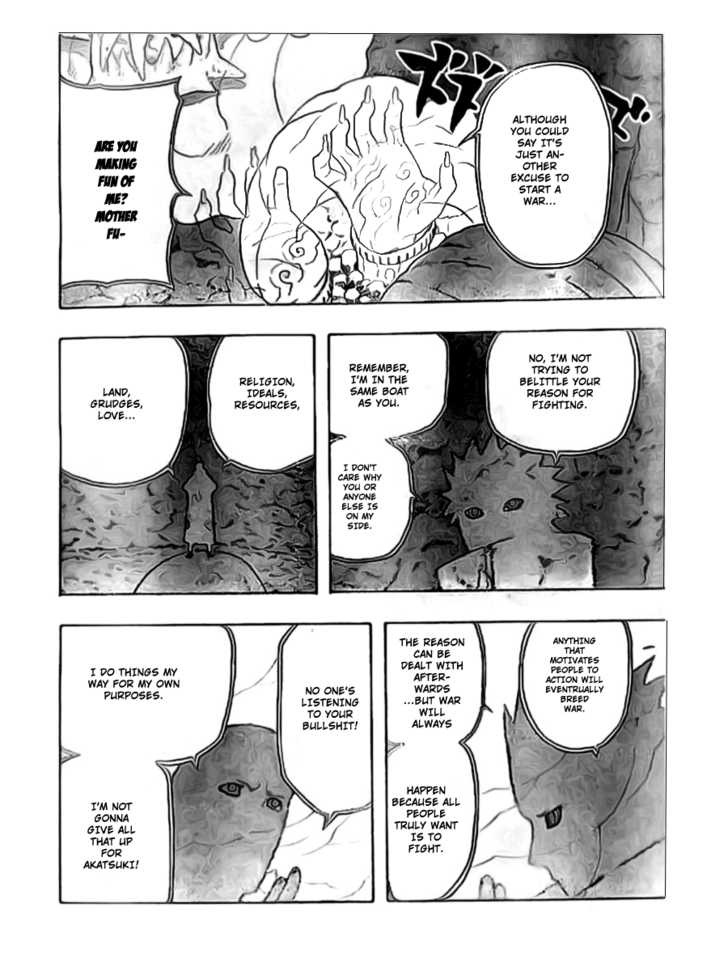 ALTHOUGH
YOU COULD
SAY IT'S
JUST AN-
OTHER
EXCUSE TO
START A
WAR...
ARE YOU
MAKING
FUN OF
ME?
MOTHER
FU-
NO, I'M NOT
TRYING TO
BELITTLE YOUR
REASON FOR
FIGHTING.
REMEMBER,
I'M IN THE
SAME BOAT
AS YOU.
I DON'T
CARE WHY
YOU OR
ANYONE
ELSE IS
ON MY
SIDE.
RELIGION,
IDEALS,
RESOURCES,
LAND,
GRUDGES,
LOVE...
ANYTHING
THAT
MOTIVATES
PEOPLE TO
ACTION WILL
EVENTRUALLY
BREED
WAR.
THE REASON
CAN BE
DEALT WITH
AFTER-
WARDS
...BUT WAR
WILL
ALWAYS
HAPPEN
BECAUSE ALL
PEOPLE
TRULY WANT
IS TO
FIGHT.
NO ONE'S
LISTENING
TO YOUR
BULLSHIT!
I DO THINGS MY
WAY FOR MY OWN
PURPOSES.
I'M NOT
GONNA
GIVE ALL
THAT UP
FOR
AKATSUKI!